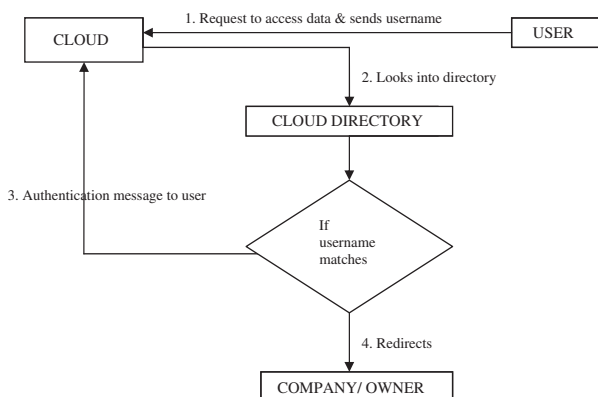 1. Request to access data & sends username
CLOUD
USER
2. Looks into directory
CLOUD DIRECTORY
3. Authentication message to user
If
username
matches
4. Redirects
COMPANY/ OWNER